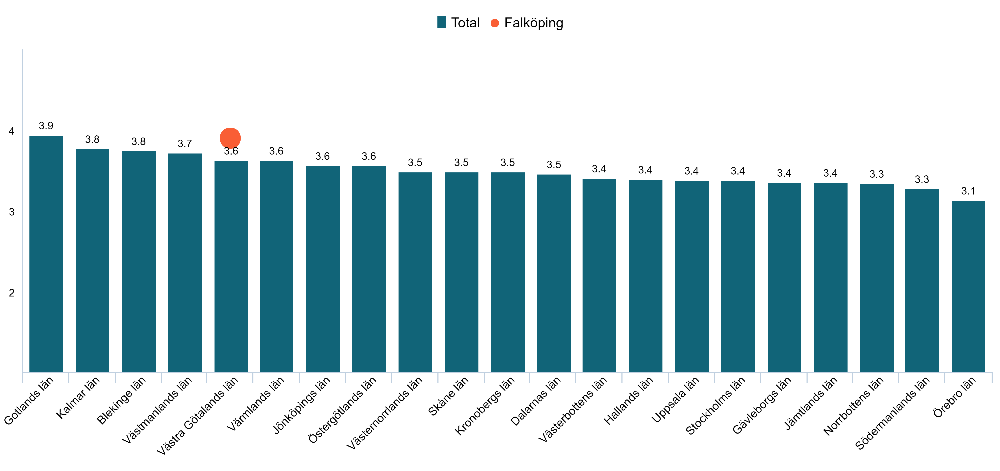 Total Falköping
4
3
2
3.9 3.8 3.8 3.7 3.6 3.6 3.6 3.6 3.5 3.5 3.5 3.5 3.4 3.4 3.4 3.4 3.4 3.4 3.3 3.3 3.1
Gotlands län
Kalmar län
Blekinge län
Västmanlands län
Västra Götalands län
Värmlands län
Jönköpings län
Östergötlands län
Västernorrlands län
Skåne län
Kronobergs län
Dalarnas län
Västerbottens län
Hallands län
Uppsala län
Stockholms län
Gävleborgs län
Jämtlands län
Norrbottens län
Södermanlands län
Örebro län